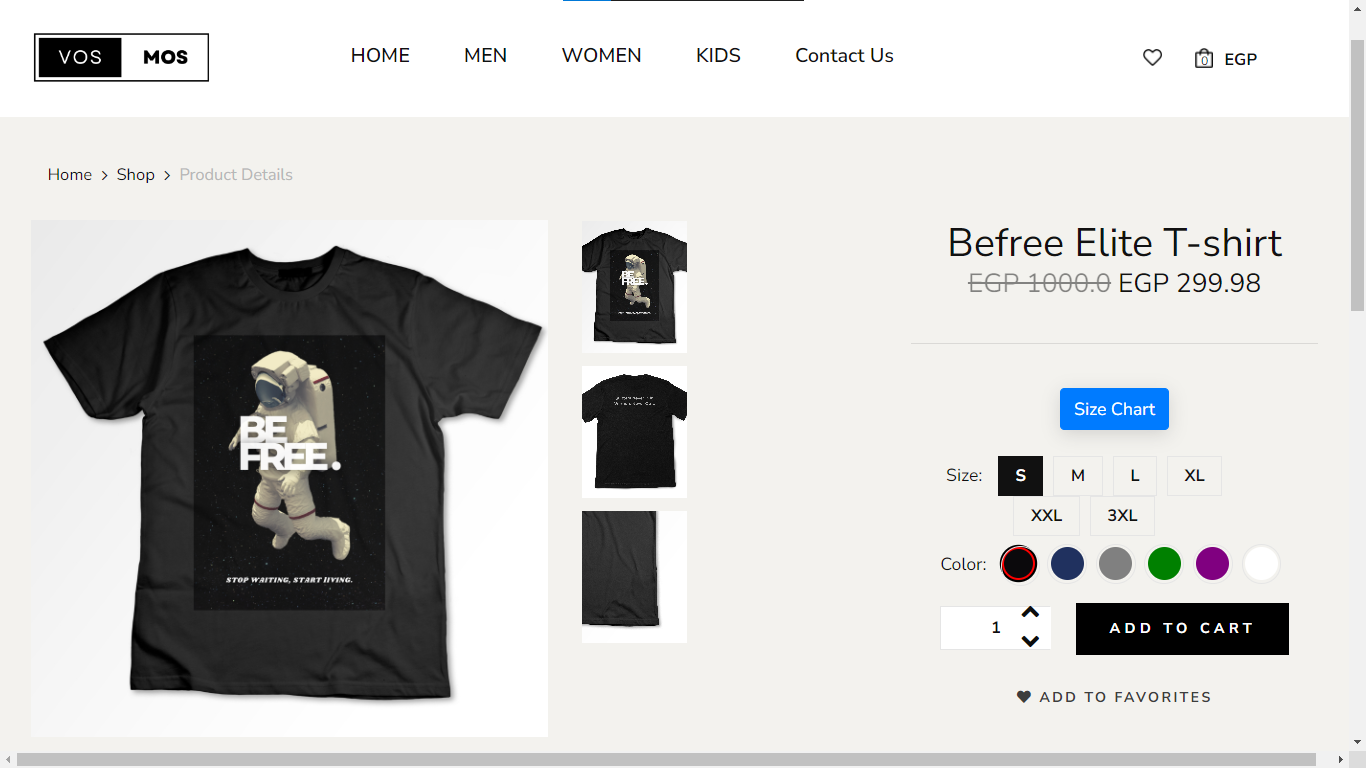 VOS MOS
HOME MEN WOMEN KIDS Contact Us
0 EGP
Home > Shop > Product Details
BE
FREE.
STOP WAITING, START lIVING.
BE
FREE.
Befree Elite T-shirt
EGP 1000.0 EGP 299.98
Size Chart
Size: S M L XL
XXL 3XL
Color:
1
ADD TO CART
ADD TO FAVORITES